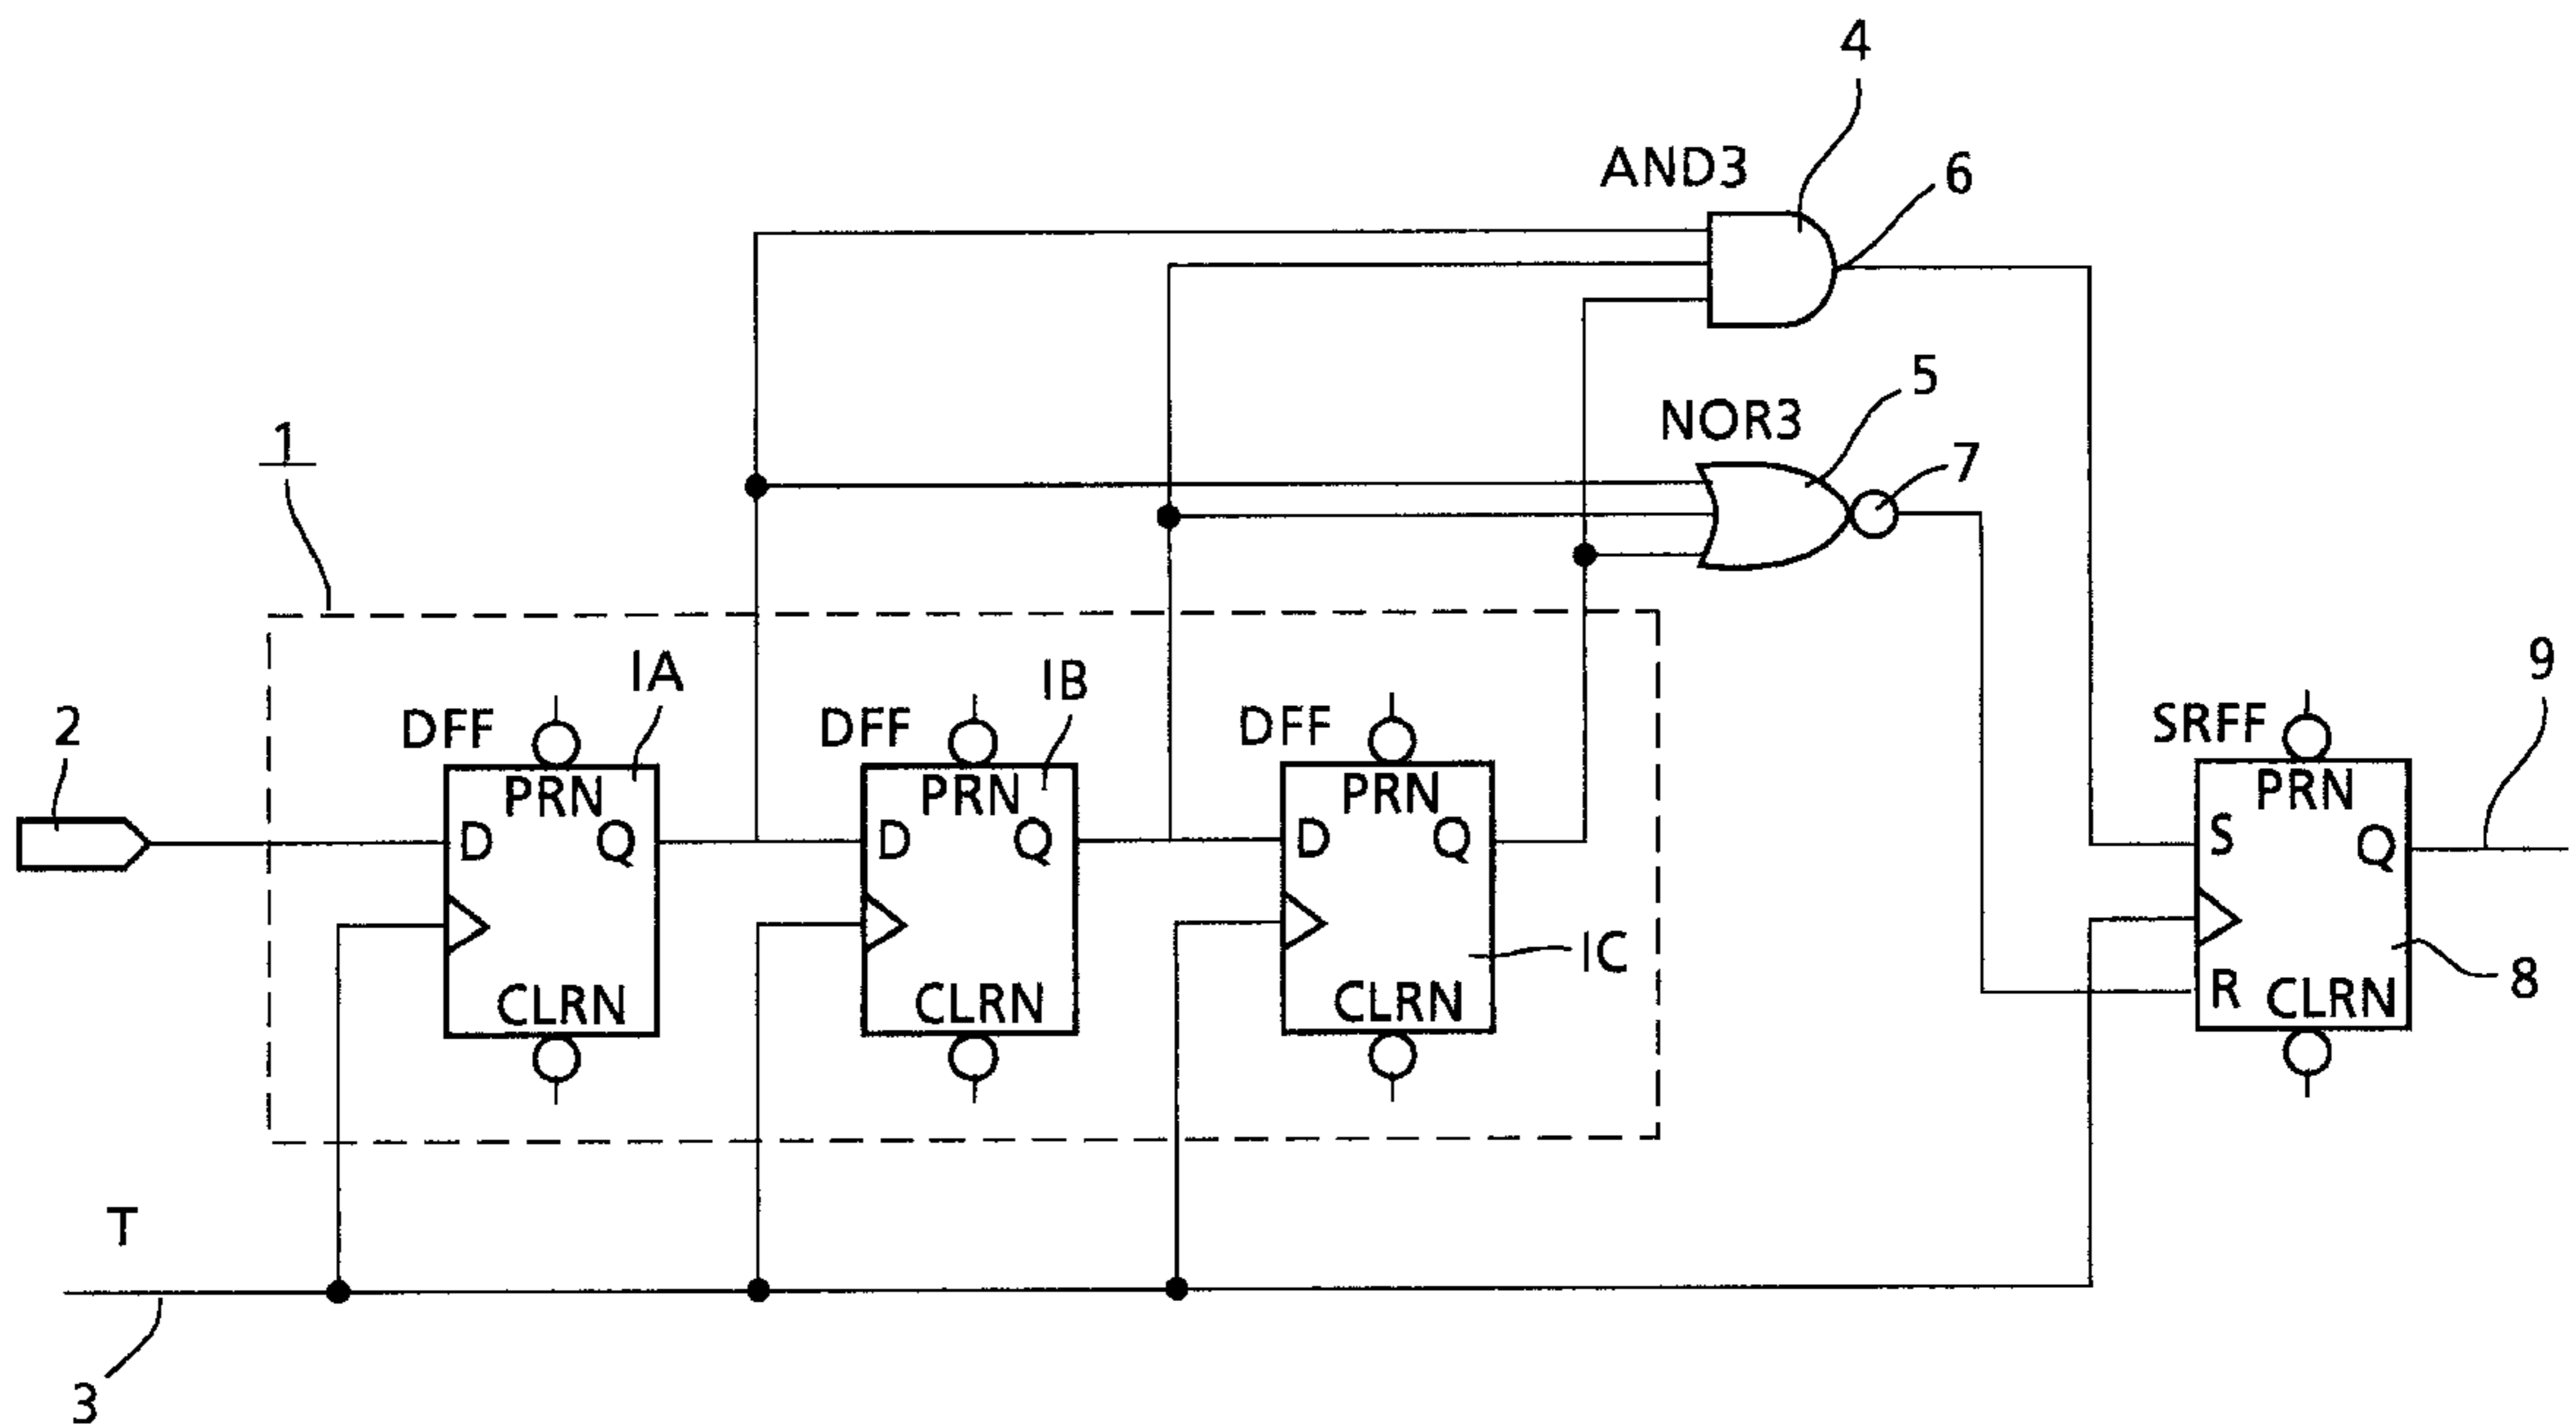 4
AND3
6
5
NOR3
7
1
IA
IB
9
2
DFF
DFF
DFF
SRFF
PRN
PRN
PRN
PRN
D Q
D Q
D Q
S Q
IC
8
CLRN
CLRN
CLRN
R CLRN
T
3